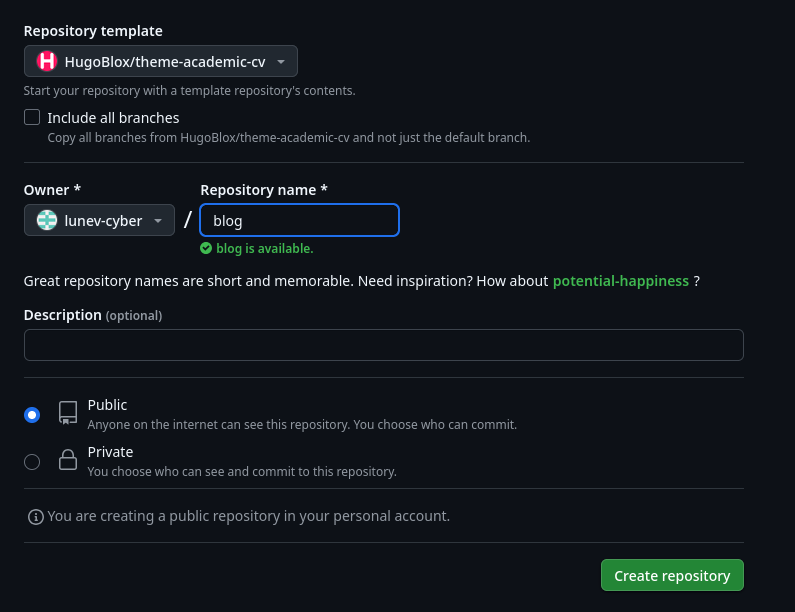 Repository template
HugoBlox/theme-academic-cv
Start your repository with a template repository's contents.
Include all branches
Copy all branches from HugoBlox/theme-academic-cv and not just the default branch.
Owner * Repository name *
lunev-cyber / blog
blog is available.
Great repository names are short and memorable. Need inspiration? How about potential-happiness ?
Description (optional)
Public
Anyone on the internet can see this repository. You choose who can commit.
Private
You choose who can see and commit to this repository.
You are creating a public repository in your personal account.
Create repository